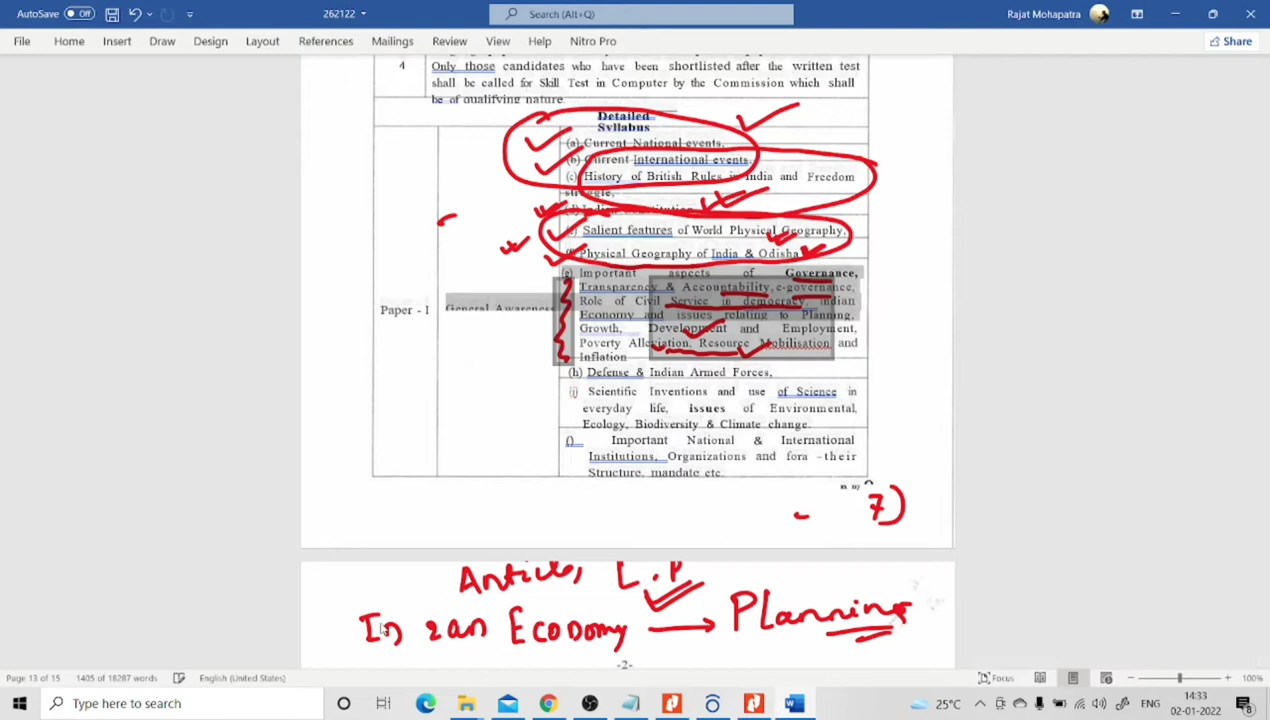 AutoSave Off 262122 Search (Alt+Q) Rajat Mohapatra
File Home Insert Draw Design Layout References Mailings Review View Help Nitro Pro Share
4 Only those candidates who have been shortlisted after the written test
shall be called for Skill Test in Computer by the Commission which shall
be of qualifying nature.
Detailed
Syllabus
(a) Current National events,
(b) Current International events,
(c) History of British Rules in India and Freedom
struggle,
(d) Indian Constitution
Salient features of World Physical Geography,
(f) Physical Geography of India & Odisha
(e) Important aspects of Governance,
Transparency & Accountability, e-governance,
Role of Civil Service in democracy, indian
Economy and issues relating to Planning,
Paper - I General Awareness
Growth, Development and Employment,
Poverty Alleviation, Resource Mobilisation and
Inflation
(h) Defense & Indian Armed Forces,
(j) Scientific Inventions and use of Science in
everyday life, issues of Environmental,
Ecology, Biodiversity & Climate change.
() Important National & International
Institutions, Organizations and fora –their
Structure, mandate etc.
7)
Article, L.P
Economy Planning
-2-
Page 13 of 15 1405 of 18287 words English (United States) Focus 100%
Type here to search 25°C ENG 14:33
02-01-2022 8